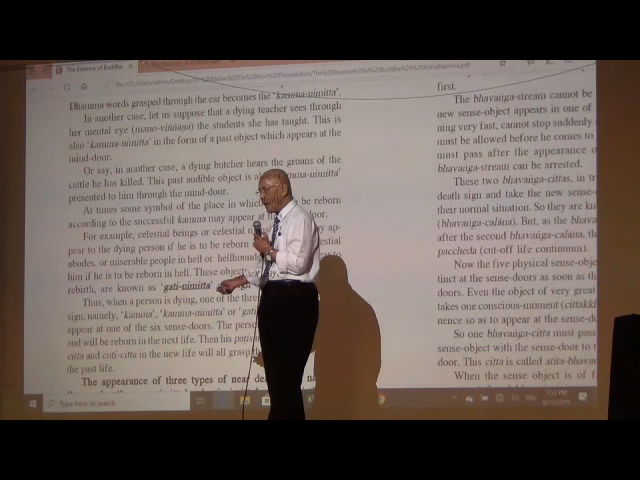 The Essence of Buddha
Dhamma words grasped through the ear becomes the 'kamma-nimitta'.
In another case, let us suppose that a dying teacher sees through
her mental eye (mano-viññāṇa) the students she has taught. This is
also 'kamma-nimitta' in the form of a past object which appears at the
mind-door.
Or say, in another case, a dying butcher hears the groans of the
cattle he has killed. This past audible object is a
presented to him through the mind-door.
At times some symbol of the place in which be reborn
according to the successful kamma may appear at door.
For example, celestial beings or celestial
pear to the dying person if he is to be reborn
abodes, or miserable people in hell or hellhound
him if he is to be reborn in hell. These object
rebirth, are known as 'gati-nimitta'
Thus, when a person is dying, one of the
sign, namely, 'kamma', 'kamma-nimitta' or
appear at one of the six sense-doors. The
and will be reborn in the next life. Then his
citta and cuti-citta in the new life will all grasp
the past life.
The appearance of three types of near
first.
The bhavaṅga-stream cannot be
new sense-object appears in one of
ning very fast, cannot stop suddenly
must be allowed before he comes to
must pass after the appearance o
bhavaṅga-stream can be arrested.
These two bhavaṅga-cittas, in tr
death sign and take the new sense-
their normal situation. So they are kn
(bhavaṅga-calana). But, as the bhava
after the second bhavaṅga-calana, the
paccheda (cut-off life continuum).
Now the five physical sense-obje
tinct at the sense-doors as soon as th
doors. Even the object of very great
takes one conscious-moment (cittakkh
nence so as to appear at the sense-do
So one bhavaṅga-citta must pass
sense-object with the sense-door to t
door. This citta is called atīta-bhava
When the sense object is of f
Type here to search
ENG